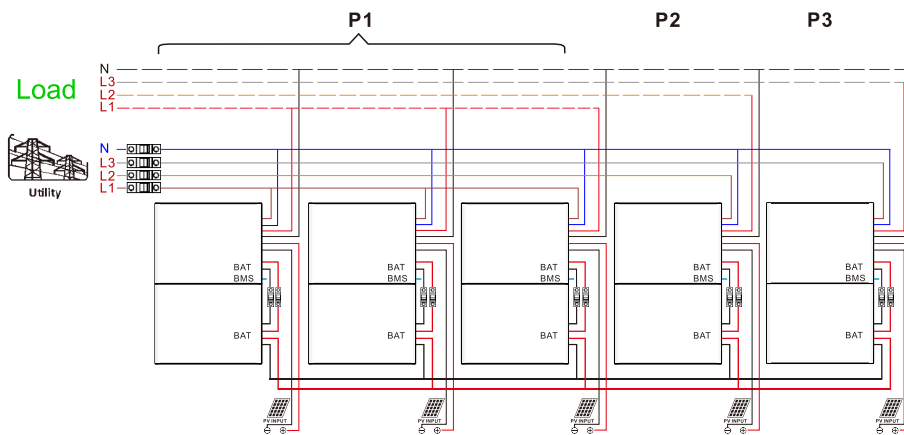 P1
P2
P3
Load
N
L3
L2
L1
Utility
N
L3
L2
L1
BAT
BMS
BAT
BAT
BMS
BAT
BAT
BMS
BAT
BAT
BMS
BAT
BAT
BMS
BAT
PV INPUT
PV INPUT
PV INPUT
PV INPUT
PV INPUT